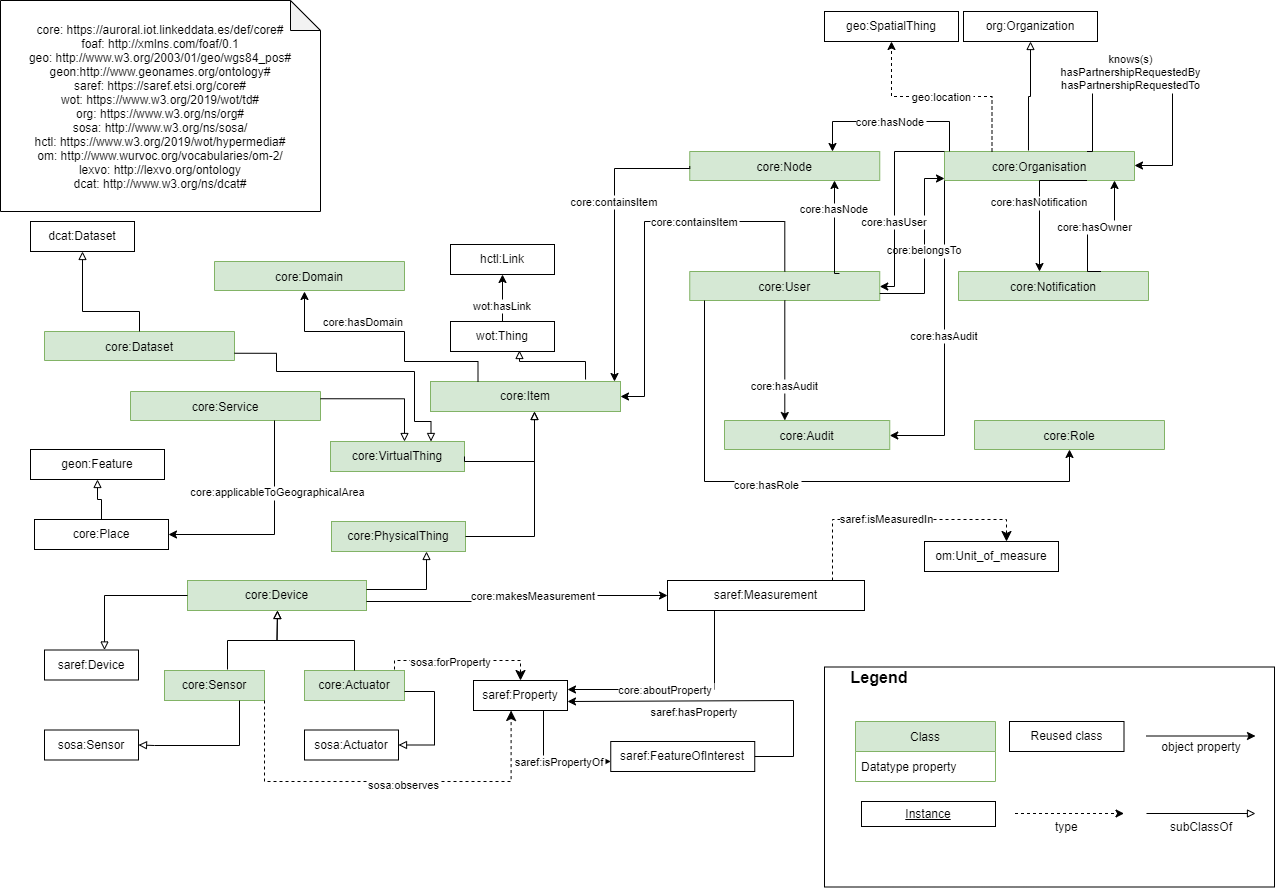 core: https://auroral.iot.linkeddata.es/def/core#
foaf: http://xmlns.com/foaf/0.1
geo: http://www.w3.org/2003/01/geo/wgs84_pos#
geon:http://www.geonames.org/ontology#
saref: https://saref.etsi.org/core#
wot: https://www.w3.org/2019/wot/td#
org: https://www.w3.org/ns/org#
sosa: http://www.w3.org/ns/sosa/
hctl: https://www.w3.org/2019/wot/hypermedia#
om: http://www.wurvoc.org/vocabularies/om-2/
lexvo: http://lexvo.org/ontology
dcat: http://www.w3.org/ns/dcat#
geo:SpatialThing
org:Organization
knows(s)
hasPartnershipRequestedBy
hasPartnershipRequestedTo
geo:location
core:hasNode
core:Node
core:Organisation
core:containsItem
core:hasNode
core:hasNotification
core:containsItem
core:hasUser
core:hasOwner
core:belongsTo
dcat:Dataset
hctl:Link
core:Domain
core:User
core:Notification
wot:hasLink
core:hasDomain
wot:Thing
core:hasAudit
core:Dataset
core:hasAudit
core:Item
core:Service
core:Audit
core:Role
core:VirtualThing
geon:Feature
core:hasRole
core:applicableToGeographicalArea
core:Place
core:PhysicalThing
saref:isMeasuredIn
om:Unit_of_measure
core:Device
core:makesMeasurement
saref:Measurement
saref:Device
sosa:forProperty
core:Sensor
core:Actuator
saref:Property
core:aboutProperty
saref:hasProperty
sosa:Sensor
sosa:Actuator
saref:isPropertyOf
saref:FeatureOfInterest
sosa:observes
Legend
Class
Reused class
object property
Datatype property
Instance
type
subClassOf